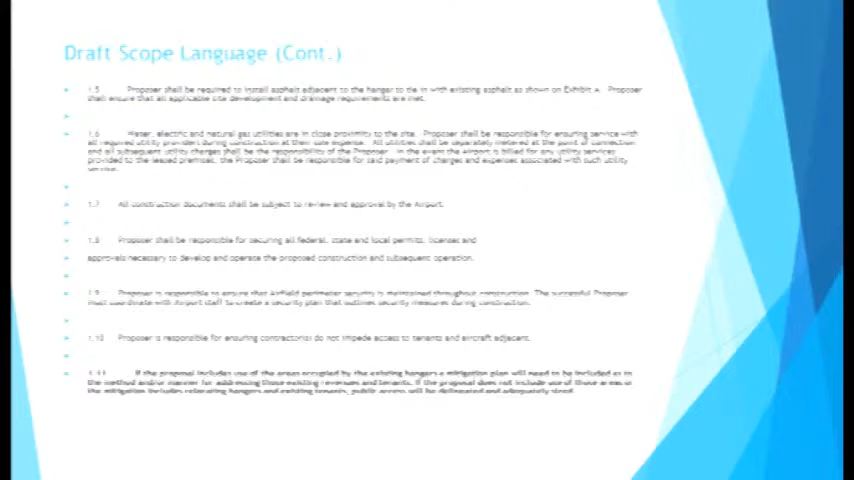 Draft Scope Language (Cont.)
1.5 Proposer shall be required to install asphalt adjacent to the hangar to tie in with existing asphalt as shown on Exhibit A. Proposer
shall ensure that all applicable site development and drainage requirements are met.
1.6 Water, electric and natural gas utilities are in close proximity to the site. Proposer shall be responsible for ensuring service with
all required utility providers during construction at their sole expense. All utilities shall be separately metered at the point of connection
and all subsequent utility charges shall be the responsibility of the Proposer. In the event the Airport is billed for any utility services
provided to the leased premises, the Proposer shall be responsible for said payment of charges and expenses associated with such utility
service.
1.7 All construction documents shall be subject to review and approval by the Airport.
1.8 Proposer shall be responsible for securing all federal, state and local permits, licenses and
approvals necessary to develop and operate the proposed construction and subsequent operation.
1.9 Proposer is responsible to ensure that Airfield perimeter security is maintained throughout construction. The successful Proposer
must coordinate with Airport staff to create a security plan that outlines security measures during construction.
1.10 Proposer is responsible for ensuring contractor(s) do not impede access to tenants and aircraft adjacent.
1.11 If the proposal includes use of the areas occupied by the existing hangars a mitigation plan will need to be included as to
the method and/or manner for addressing those existing revenues and tenants. If the proposal does not include use of those areas or
the mitigation includes relocating hangars and existing tenants, public access will be delineated and adequately sized.